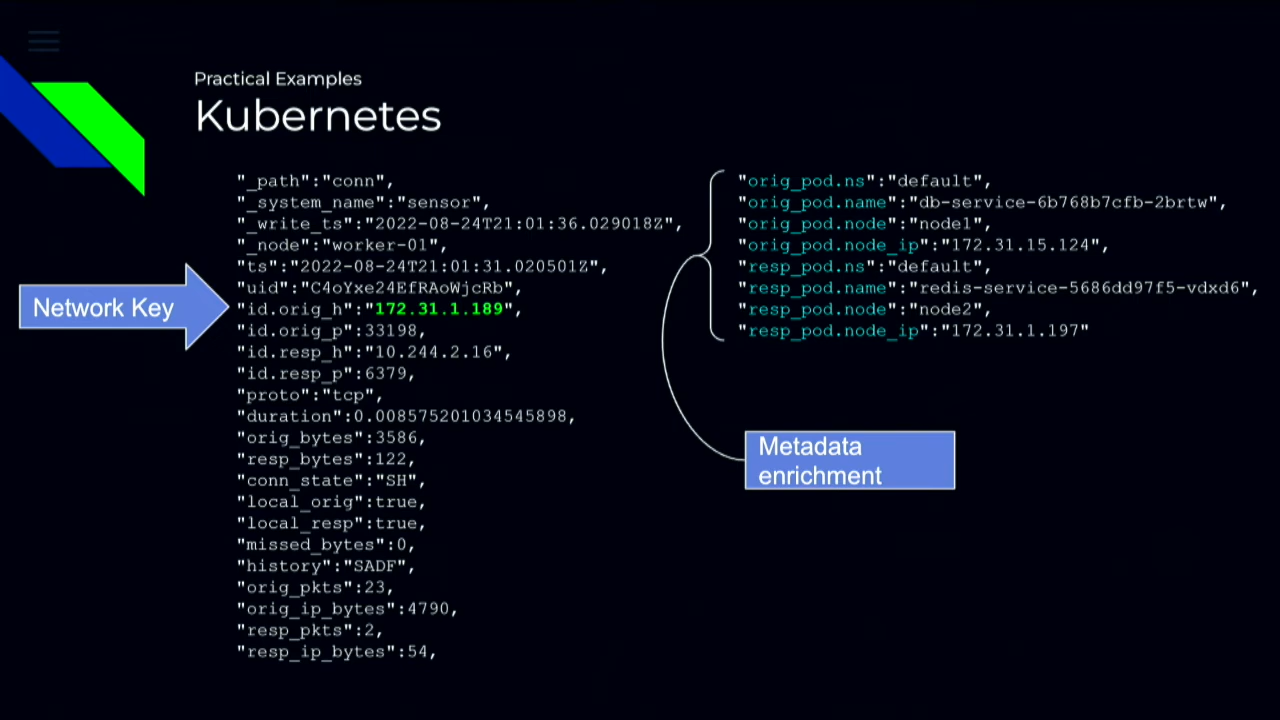 Practical Examples
Kubernetes
"_path":"conn",
"_system_name":"sensor",
"_write_ts":"2022-08-24T21:01:36.029018Z",
"_node":"worker-01",
"ts":"2022-08-24T21:01:31.020501Z",
"uid":"C4oYxe24EfRAoWjcRb",
Network Key
"id.orig_h":"172.31.1.189",
"id.orig_p":33198,
"id.resp_h":"10.244.2.16",
"id.resp_p":6379,
"proto":"tcp",
"duration":0.008575201034545898,
"orig_bytes":3586,
"resp_bytes":122,
"conn_state":"SH",
"local_orig":true,
"local_resp":true,
"missed_bytes":0,
"history":"SADF",
"orig_pkts":23,
"orig_ip_bytes":4790,
"resp_pkts":2,
"resp_ip_bytes":54,
"orig_pod.ns":"default",
"orig_pod.name":"db-service-6b768b7cfb-2brtw",
"orig_pod.node":"node1",
"orig_pod.node_ip":"172.31.15.124",
"resp_pod.ns":"default",
"resp_pod.name":"redis-service-5686dd97f5-vdxd6",
"resp_pod.node":"node2",
"resp_pod.node_ip":"172.31.1.197"
Metadada
enrichment